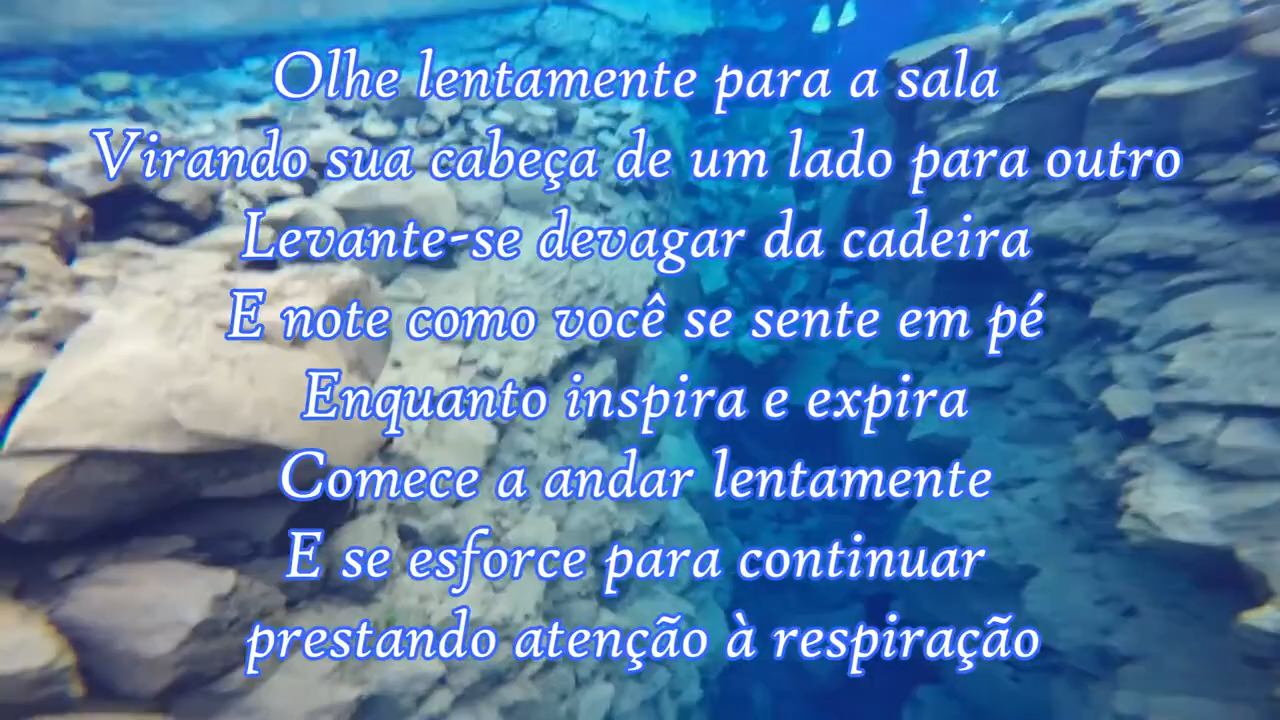 Olhe lentamente para a sala
Virando sua cabeça de um lado para outro
Levante-se devagar da cadeira
E note como você se sente em pé
Enquanto inspira e expira
Comece a andar lentamente
E se esforce para continuar
prestando atenção à respiração